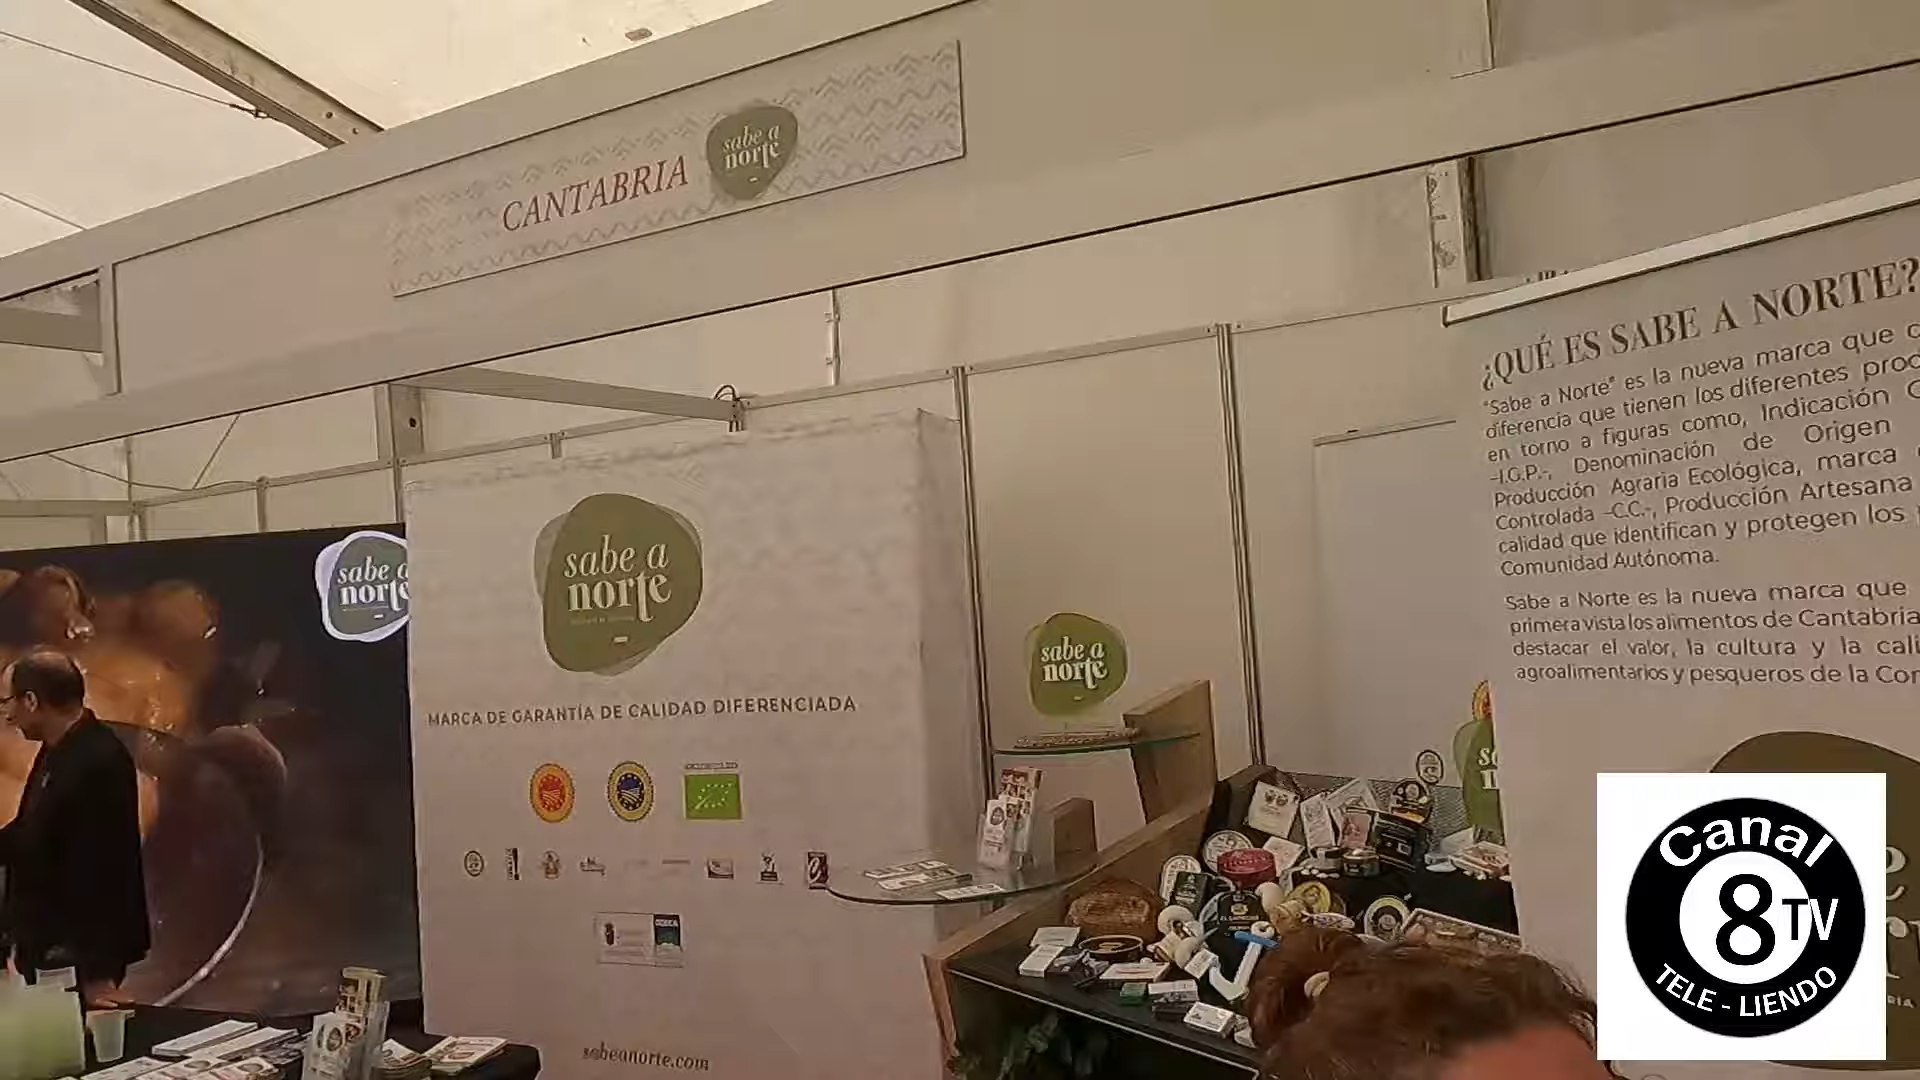 CANTABRIA
sabe a
norte
¿QUÉ ES SABE A NORTE?
"Sabe a Norte" es la nueva marca que
diferencia que tienen los diferentes
en torno a figuras como, Indicación
-I.G.P.-, Denominación de Origen
Producción Agraria Ecológica, marca
Controlada -C.C.-, Producción Artesana
calidad que identifican y protegen los
Comunidad Autónoma.
Sabe a Norte es la nueva marca que
primera vista los alimentos de Cantabria
destacar el valor, la cultura y la
agroalimentarios y pesqueros de la
sabe a
norte
sabe a
norte
MARCA DE GARANTÍA DE CALIDAD DIFERENCIADA
sabe a
norte
sabeanorte.com
Canal
8 TV
TELE - LIENDO